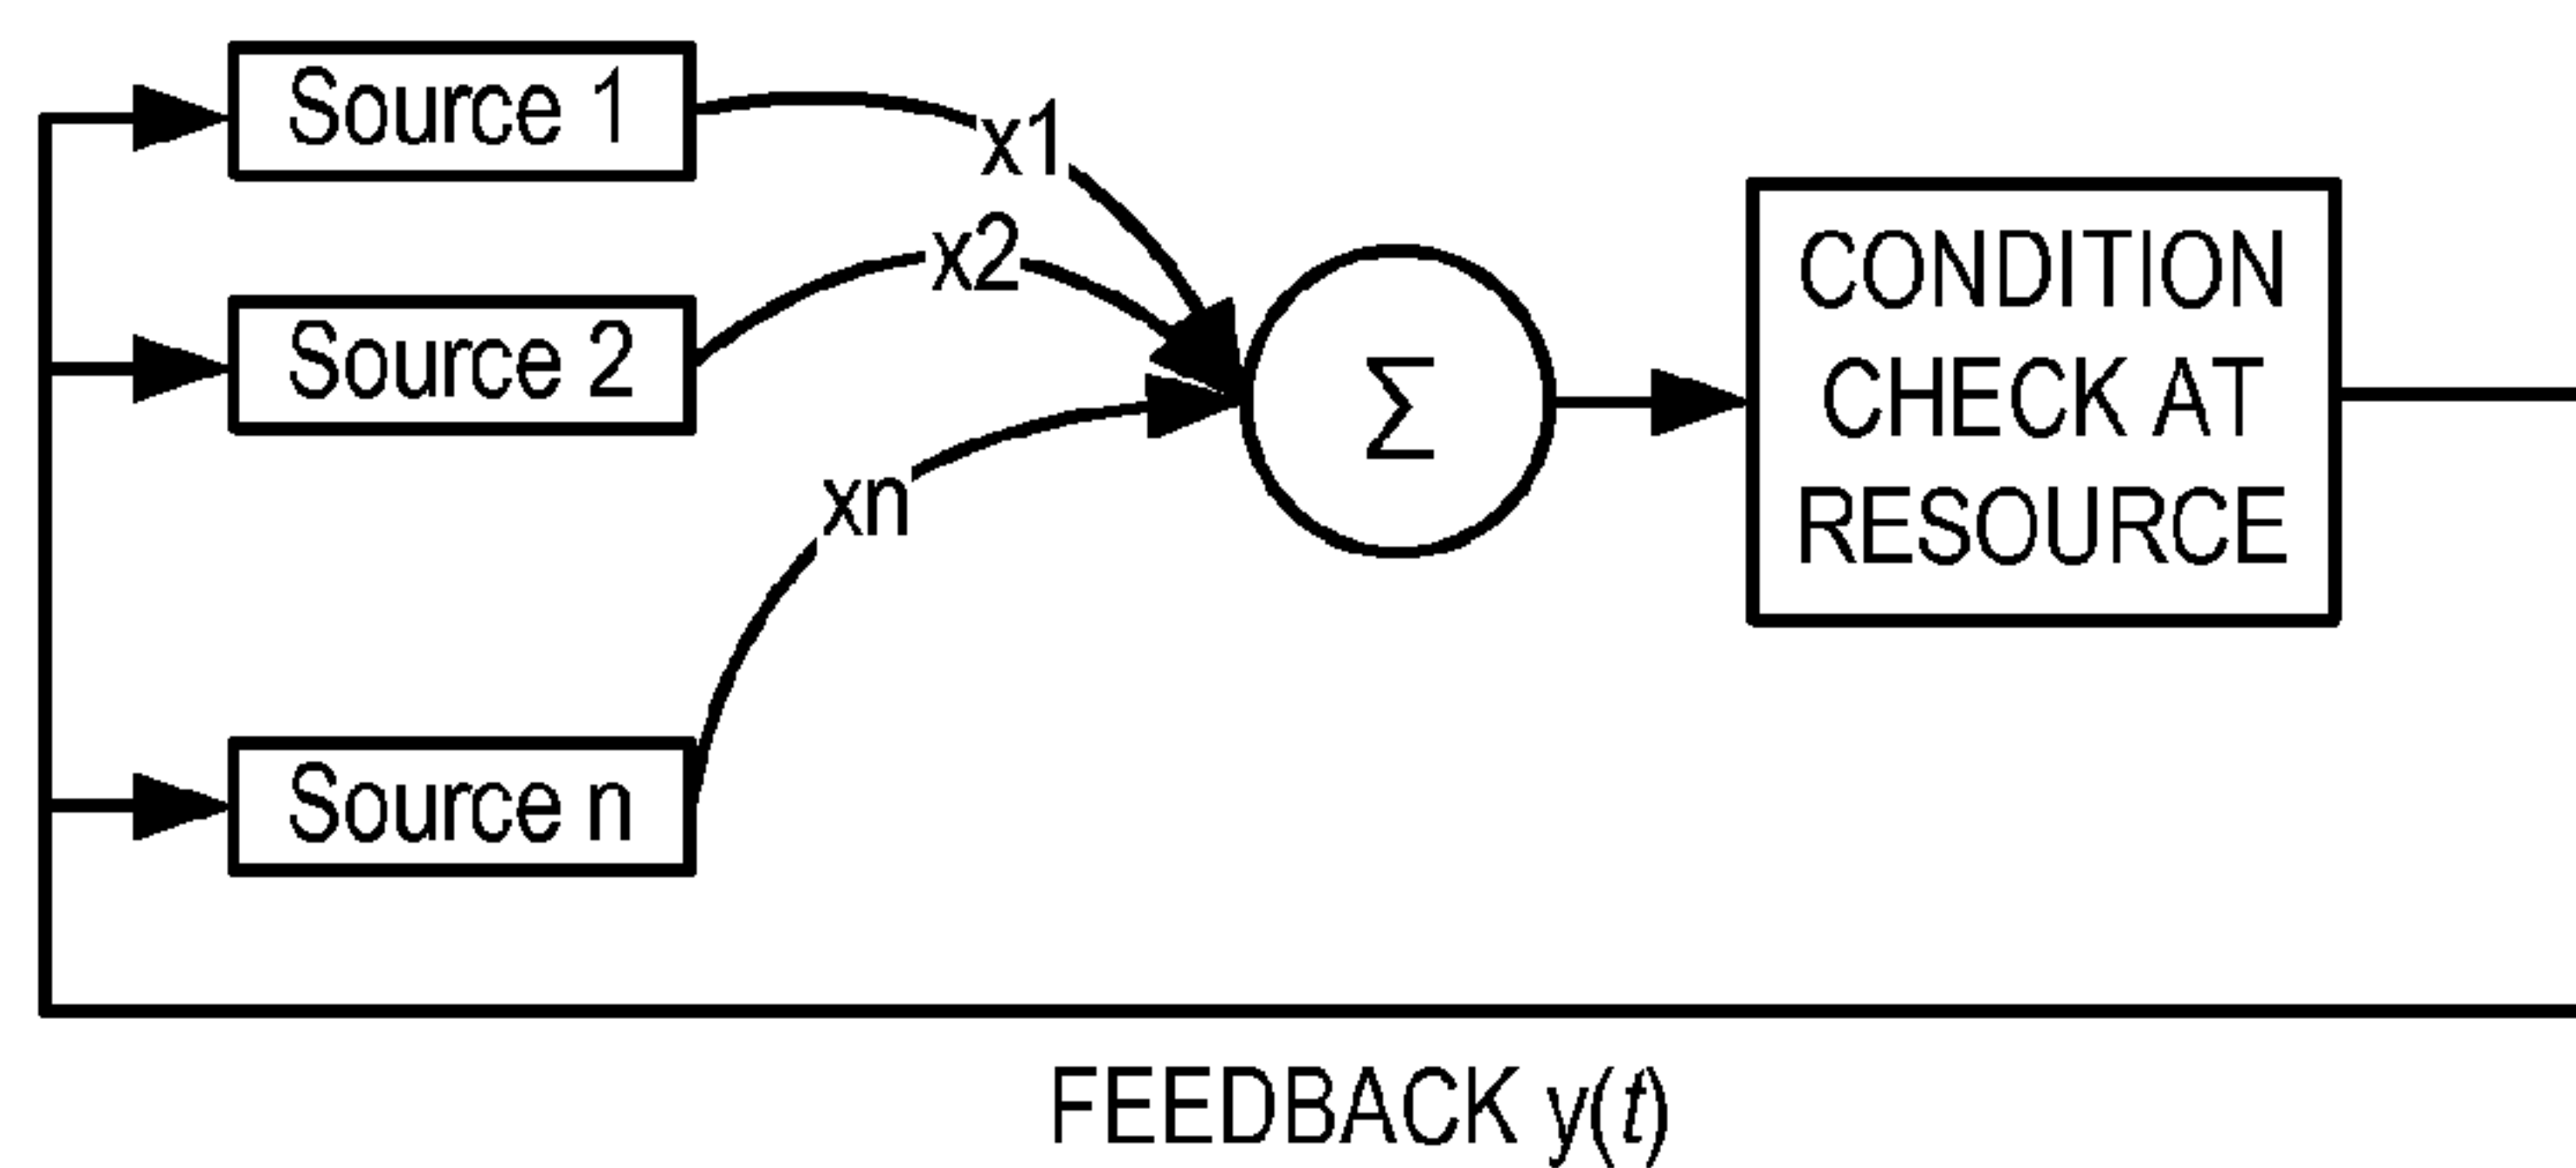 Source 1
x1
x2
Source 2
xn
Source n
Σ
CONDITION
CHECK AT
RESOURCE
FEEDBACK y(t)